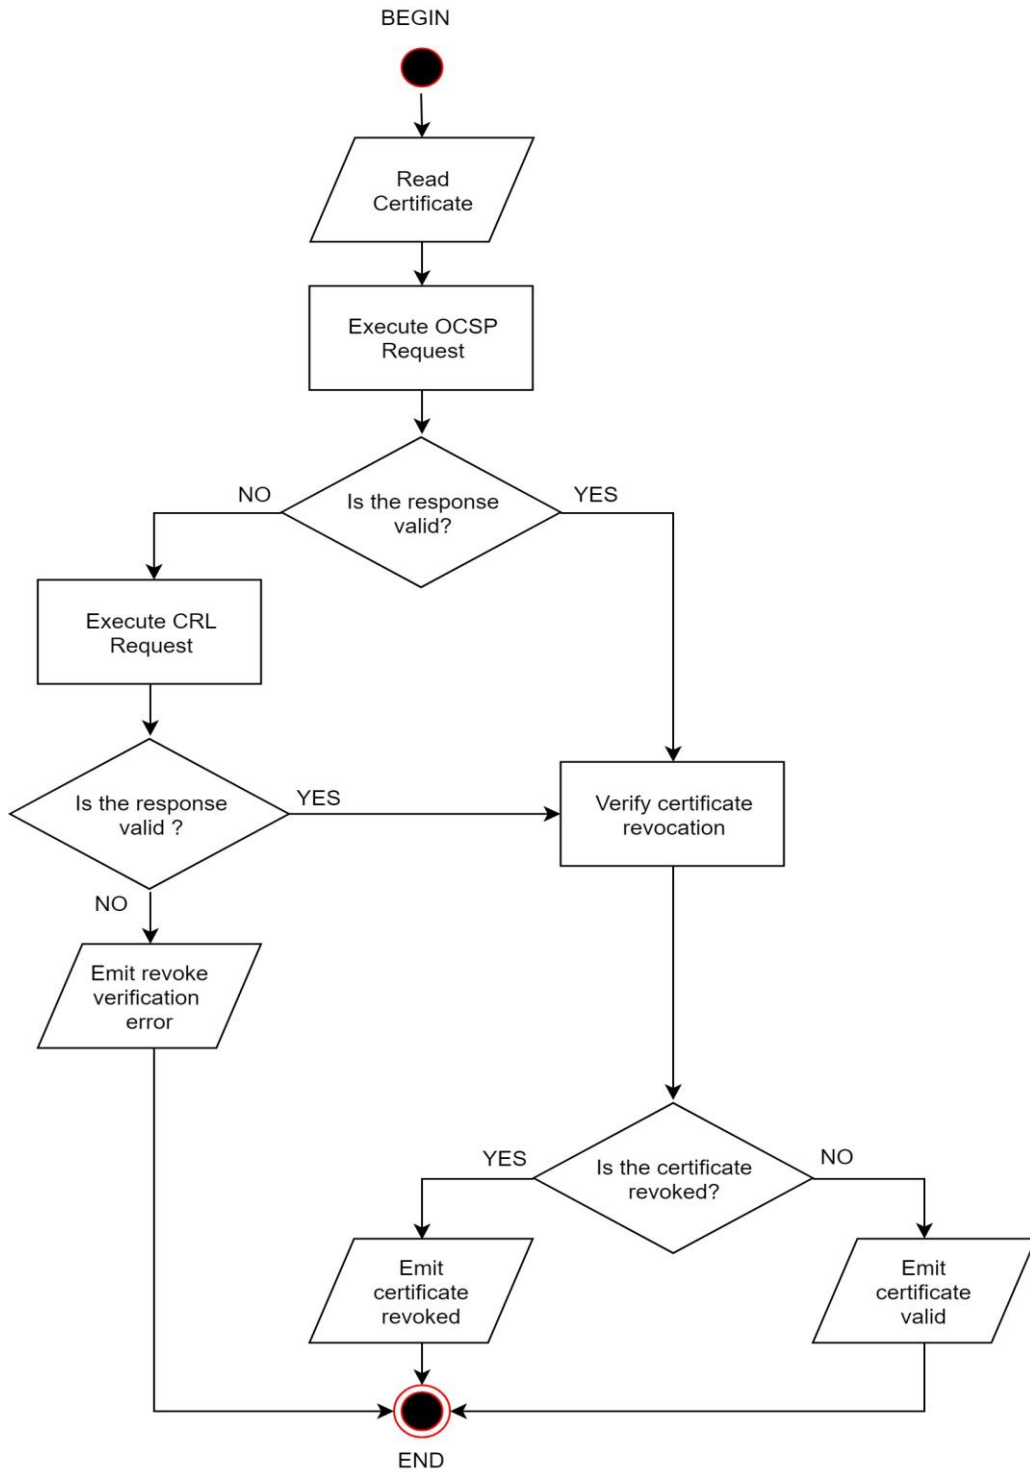 BEGIN
Read
Certificate
Execute OCSP
Request
Is the response
valid?
NO
YES
Execute CRL
Request
Is the response
valid ?
YES
NO
Verify certificate
revocation
Emit revoke
verification
error
Is the certificate
revoked?
YES
NO
Emit
certificate
revoked
Emit
certificate
valid
END